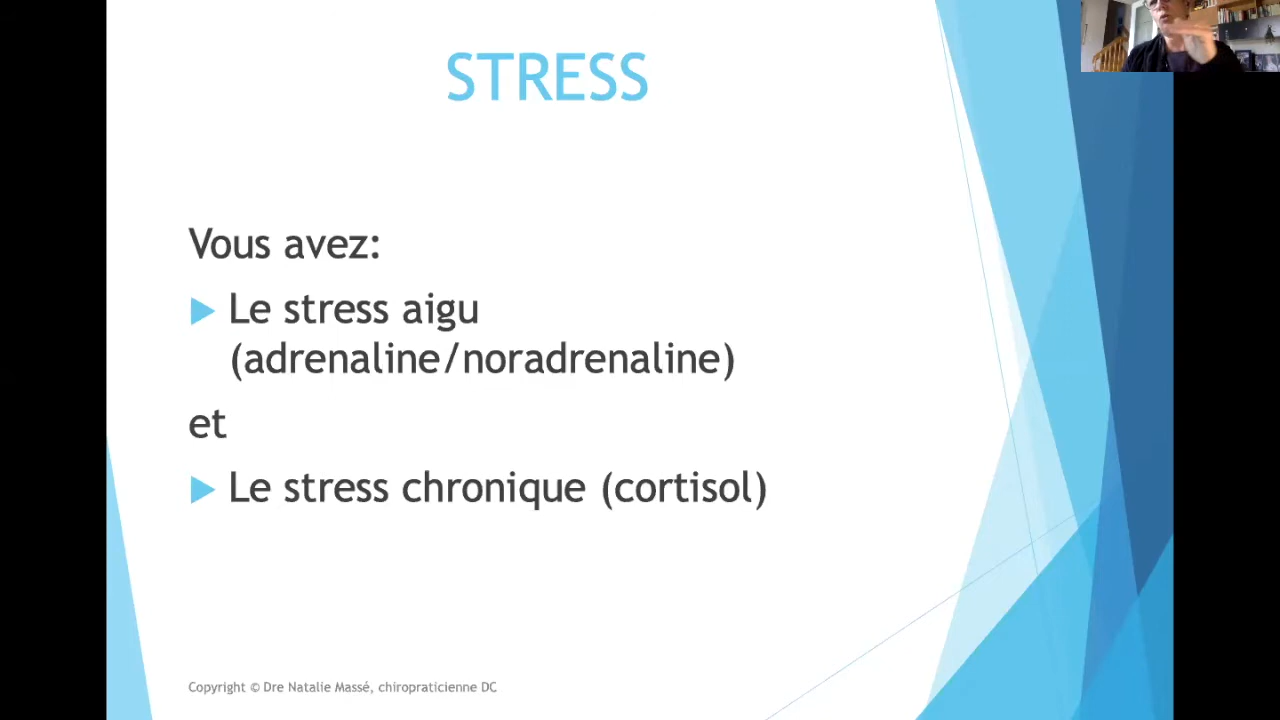 STRESS
Vous avez:
Le stress aigu
(adrenaline/noradrenaline)
et
Le stress chronique (cortisol)
Copyright © Dre Natalie Massé, chiropraticienne DC